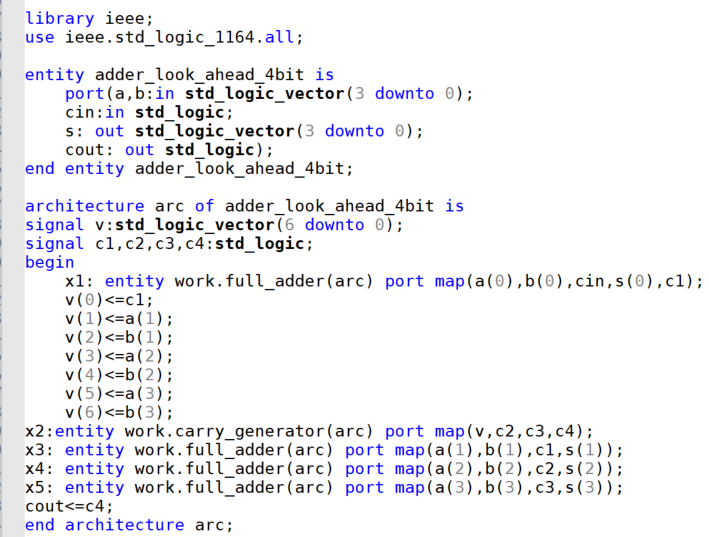 library ieee;
use ieee.std_logic_1164.all;
entity adder_look_ahead_4bit is
port(a,b:in std_logic_vector(3 downto 0);
cin:in std_logic;
s: out std_logic_vector(3 downto 0);
cout: out std_logic);
end entity adder_look_ahead_4bit;
architecture arc of adder_look_ahead_4bit is
signal v:std_logic_vector(6 downto 0);
signal c1,c2,c3,c4:std_logic;
begin
x1: entity work.full_adder(arc) port map(a(0),b(0),cin,s(0),c1);
v(0)<=c1;
v(1)<=a(1);
v(2)<=b(1);
v(3)<=a(2);
v(4)<=b(2);
v(5)<=a(3);
v(6)<=b(3);
x2:entity work.carry_generator(arc) port map(v,c2,c3,c4);
x3: entity work.full_adder(arc) port map(a(1),b(1),c1,s(1));
x4: entity work.full_adder(arc) port map(a(2),b(2),c2,s(2));
x5: entity work.full_adder(arc) port map(a(3),b(3),c3,s(3));
cout<=c4;
end architecture arc;